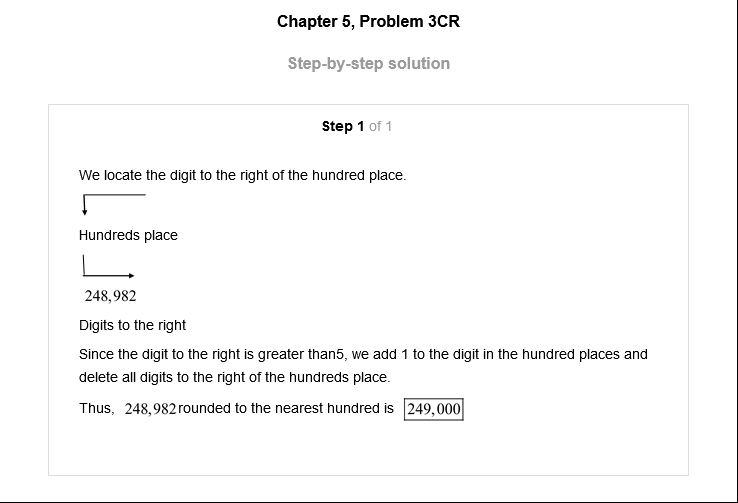 Chapter 5, Problem 3CR
Step-by-step solution
Step 1 of 1
We locate the digit to the right of the hundred place.
Hundreds place
248,982
Digits to the right
Since the digit to the right is greater than5, we add 1 to the digit in the hundred places and
delete all digits to the right of the hundreds place.
Thus, 248,982 rounded to the nearest hundred is 249,000